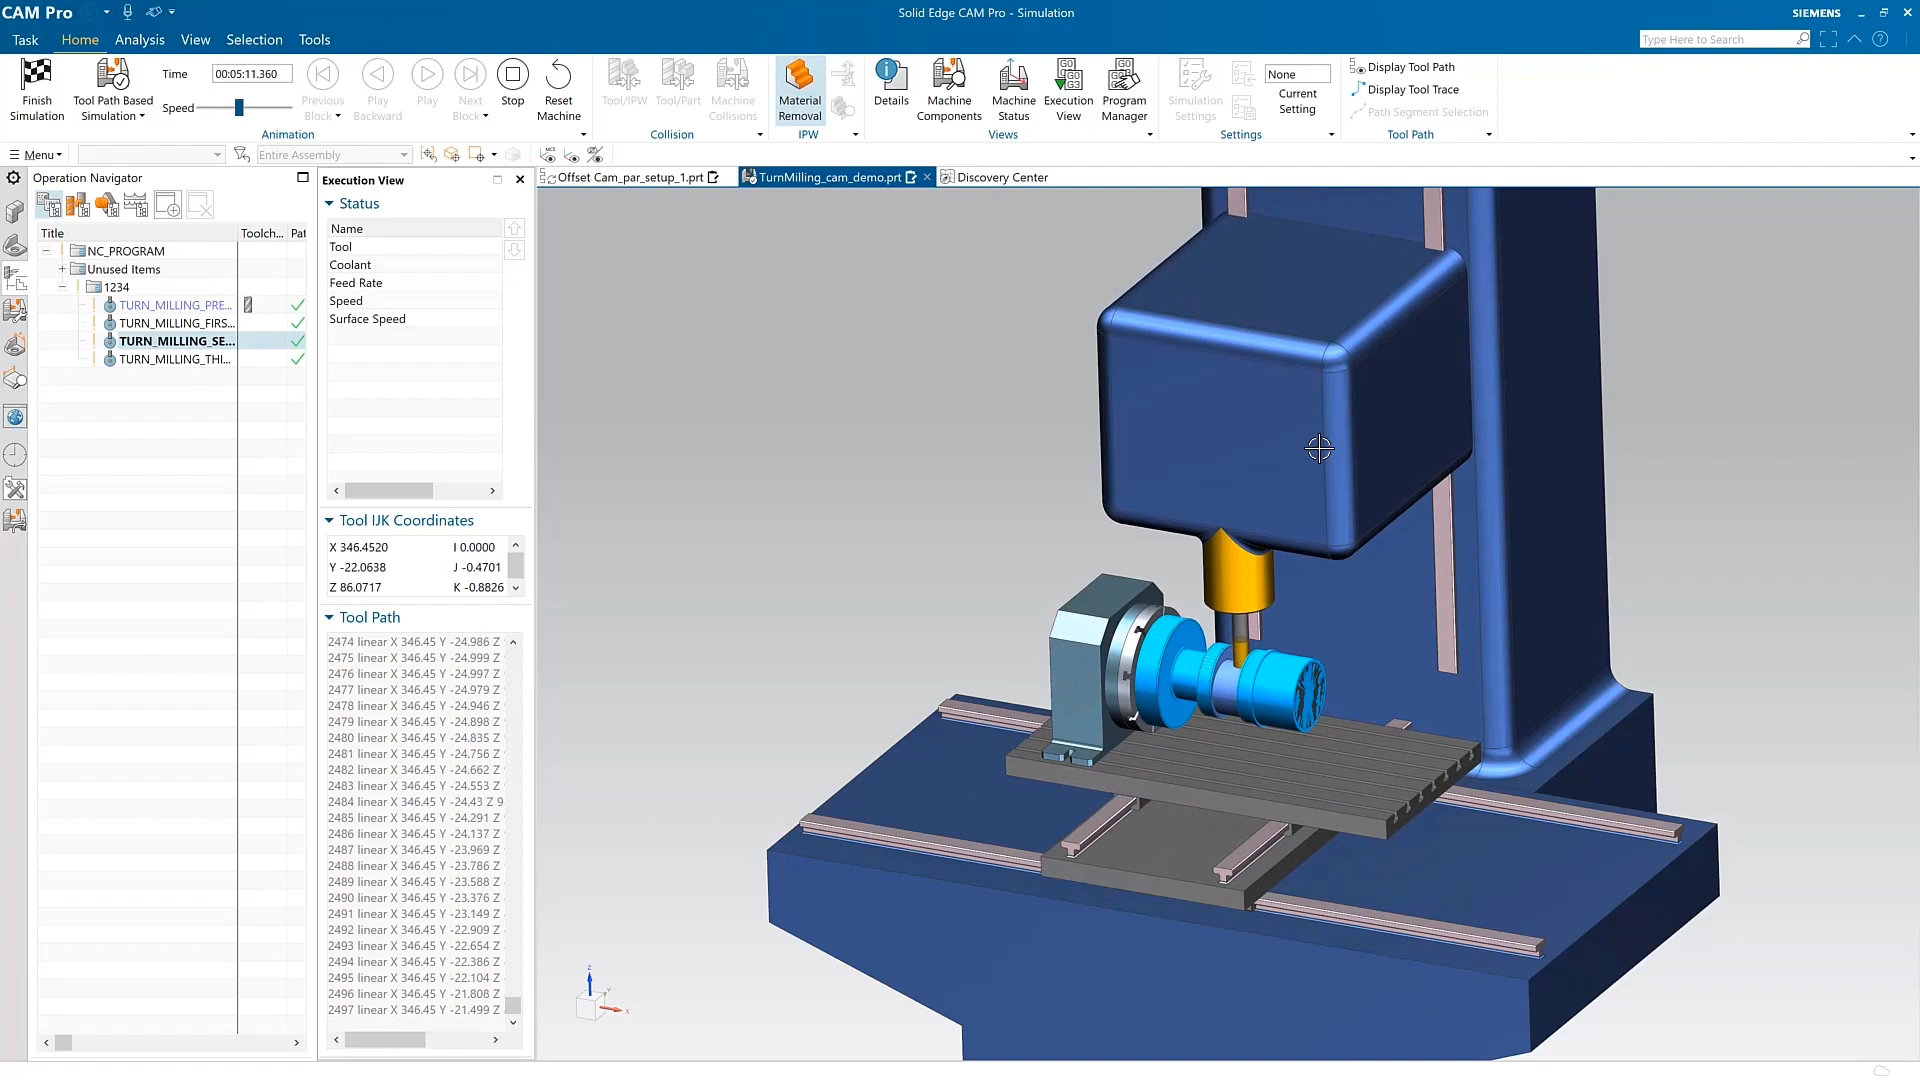 CAM Pro
Solid Edge CAM Pro - Simulation
SIEMENS
Task Home Analysis View Selection Tools
Type Here to Search
Finish Simulation
Tool Path Based Simulation
Time 00:05:11.360
Speed
Previous Block
Play Backward
Play
Next Block
Stop
Reset Machine
Animation
Tool/IPW
Tool/Part
Machine Collisions
Collision
Material Removal
IPW
Details
Machine Components
Machine Status
Execution View
Program Manager
Views
Simulation Settings
None
Current Setting
Settings
Display Tool Path
Display Tool Trace
Path Segment Selection
Tool Path
Menu
Entire Assembly
Operation Navigator
Title Toolch... Pat
NC_PROGRAM
Unused Items
1234
TURN_MILLING_PRE...
TURN_MILLING_FIRS...
TURN_MILLING_SE...
TURN_MILLING_THI...
Execution View
Status
Name
Tool
Coolant
Feed Rate
Speed
Surface Speed
Tool IJK Coordinates
X 346.4520 I 0.0000
Y -22.0638 J -0.4701
Z 86.0717 K -0.8826
Tool Path
2474 linear X 346.45 Y -24.986 Z
2475 linear X 346.45 Y -24.999 Z
2476 linear X 346.45 Y -24.997 Z
2477 linear X 346.45 Y -24.979 Z
2478 linear X 346.45 Y -24.946 Z
2479 linear X 346.45 Y -24.898 Z
2480 linear X 346.45 Y -24.835 Z
2481 linear X 346.45 Y -24.756 Z
2482 linear X 346.45 Y -24.662 Z
2483 linear X 346.45 Y -24.553 Z
2484 linear X 346.45 Y -24.43 Z 9.
2485 linear X 346.45 Y -24.291 Z
2486 linear X 346.45 Y -24.137 Z
2487 linear X 346.45 Y -23.969 Z
2488 linear X 346.45 Y -23.786 Z
2489 linear X 346.45 Y -23.588 Z
2490 linear X 346.45 Y -23.376 Z
2491 linear X 346.45 Y -23.149 Z
2492 linear X 346.45 Y -22.909 Z
2493 linear X 346.45 Y -22.654 Z
2494 linear X 346.45 Y -22.386 Z
2495 linear X 346.45 Y -22.104 Z
2496 linear X 346.45 Y -21.808 Z
2497 linear X 346.45 Y -21.499 Z
Offset Cam_par_setup_1.prt
TurnMilling_cam_demo.prt
Discovery Center
Z
Y
X